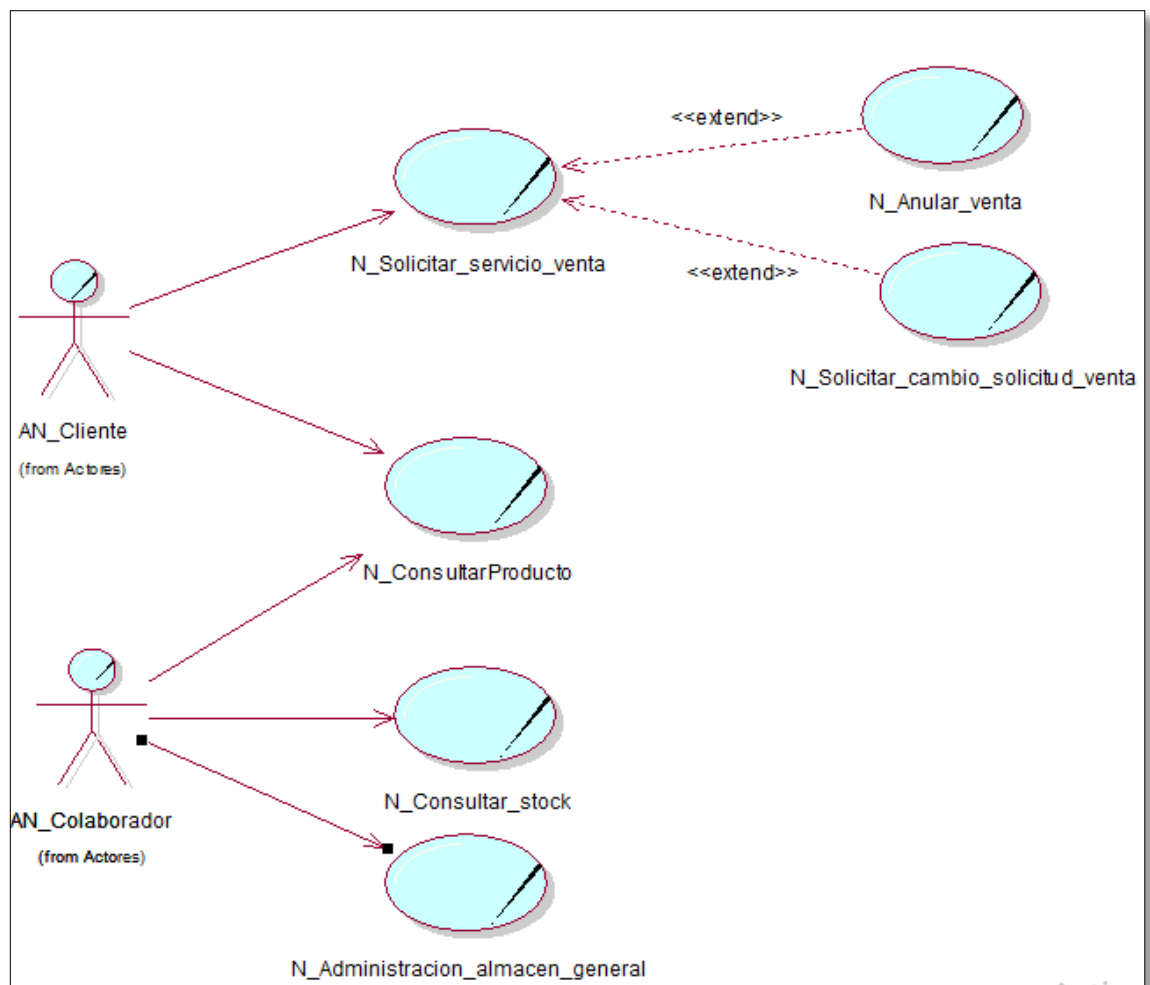 <<extend>>
N_Anular_venta
N_Solicitar_servicio_venta
<<extend>>
N_Solicitar_cambio_solicitud_venta
AN_Cliente
(from Actores)
N_ConsultarProducto
N_Consultar_stock
AN_Colaborador
(from Actores)
N_Administracion_almacen_general